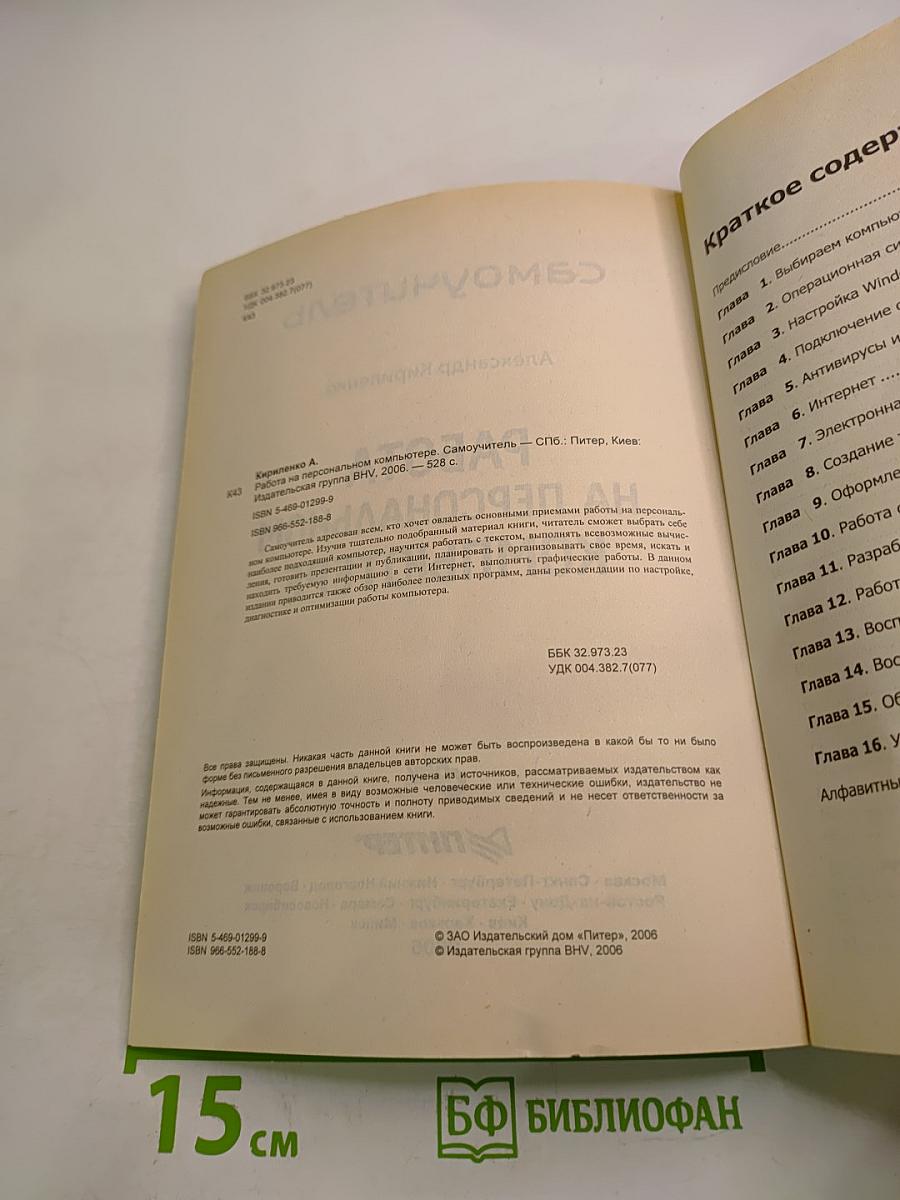 ББК 32.973.23
УДК 004.382.7(077)
К43
Кириленко А.
К43 Работа на персональном компьютере. Самоучитель — СПб.: Питер, Киев:
Издательская группа BHV, 2006. — 528 с.
ISBN 5-469-01299-9
ISBN 966-552-188-8
Самоучитель адресован всем, кто хочет овладеть основными приемами работы на персональ-
ном компьютере. Изучив тщательно подобранный материал книги, читатель сможет выбрать себе
наиболее подходящий компьютер, научится работать с текстом, выполнять всевозможные вычис-
ления, готовить презентации и публикации, планировать и организовывать свое время, искать и
находить требуемую информацию в сети Интернет, выполнять графические работы. В данном
издании приводится также обзор наиболее полезных программ, даны рекомендации по настройке,
диагностике и оптимизации работы компьютера.
ББК 32.973.23
УДК 004.382.7(077)
Все права защищены. Никакая часть данной книги не может быть воспроизведена в какой бы то ни было
форме без письменного разрешения владельцев авторских прав.
Информация, содержащаяся в данной книге, получена из источников, рассматриваемых издательством как
надежные. Тем не менее, имея в виду возможные человеческие или технические ошибки, издательство не
может гарантировать абсолютную точность и полноту приводимых сведений и не несет ответственности за
возможные ошибки, связанные с использованием книги.
ISBN 5-469-01299-9
ISBN 966-552-188-8
© ЗАО Издательский дом «Питер», 2006
© Издательская группа BHV, 2006
Краткое содер
Предисловие
Глава 1. Выбираем компью
Глава 2. Операционная си
Глава 3. Настройка Wind
Глава 4. Подключение
Глава 5. Антивирусы и
Глава 6. Интернет ....
Глава 7. Электронна
Глава 8. Создание
Глава 9. Оформле
Глава 10. Работа
Глава 11. Разраб
Глава 12. Работ
Глава 13. Восп
Глава 14. Вос
Глава 15. Об
Глава 16. У
Алфавитны
15 см
БФ БИБЛИОФАН